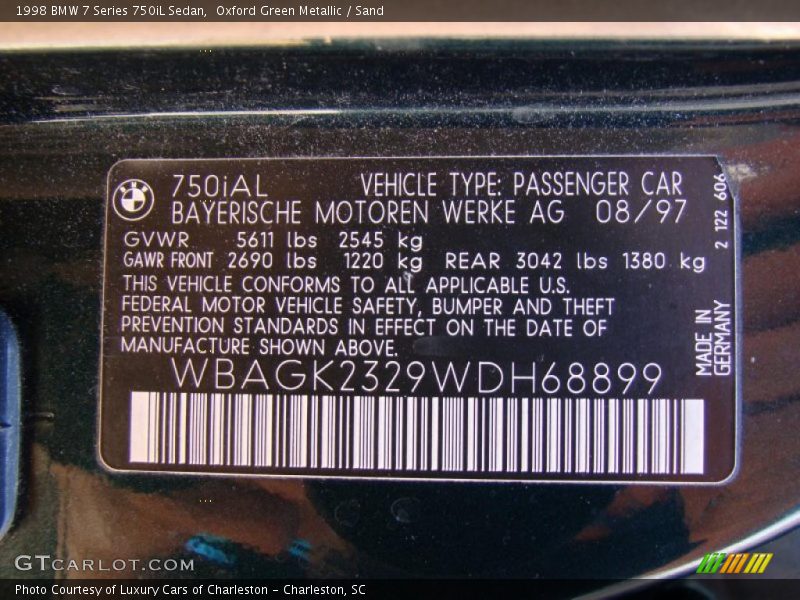 1998 BMW 7 Series 750iL Sedan,  Oxford Green Metallic / Sand
BMW
750iAL VEHICLE TYPE: PASSENGER CAR
BAYERISCHE MOTOREN WERKE AG 08/97
GVWR 5611 lbs 2545 kg
GAWR FRONT 2690 lbs 1220 kg REAR 3042 lbs 1380 kg
THIS VEHICLE CONFORMS TO ALL APPLICABLE U.S.
FEDERAL MOTOR VEHICLE SAFETY, BUMPER AND THEFT
PREVENTION STANDARDS IN EFFECT ON THE DATE OF
MANUFACTURE SHOWN ABOVE.
WBAGK2329WDH68899
2 122 606
MADE IN
GERMANY
GTCARLOT.COM
Photo Courtesy of Luxury Cars of Charleston - Charleston, SC